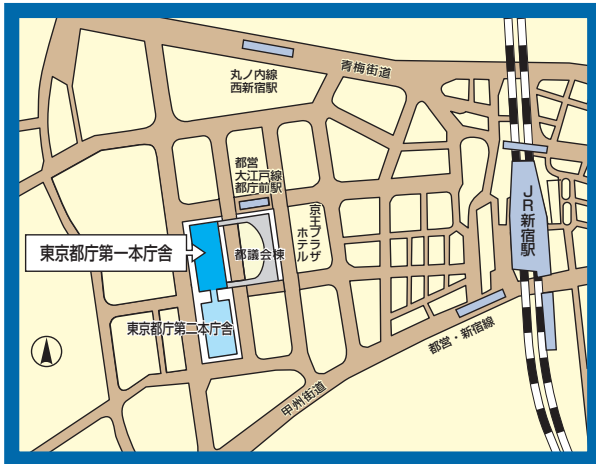 丸ノ内線
西新宿駅
青梅街道
都営
大江戸線
都庁前駅
京王プラザ
ホテル
JR新宿駅
東京都庁第一本庁舎
都議会棟
東京都庁第二本庁舎
都営・新宿線
甲州街道